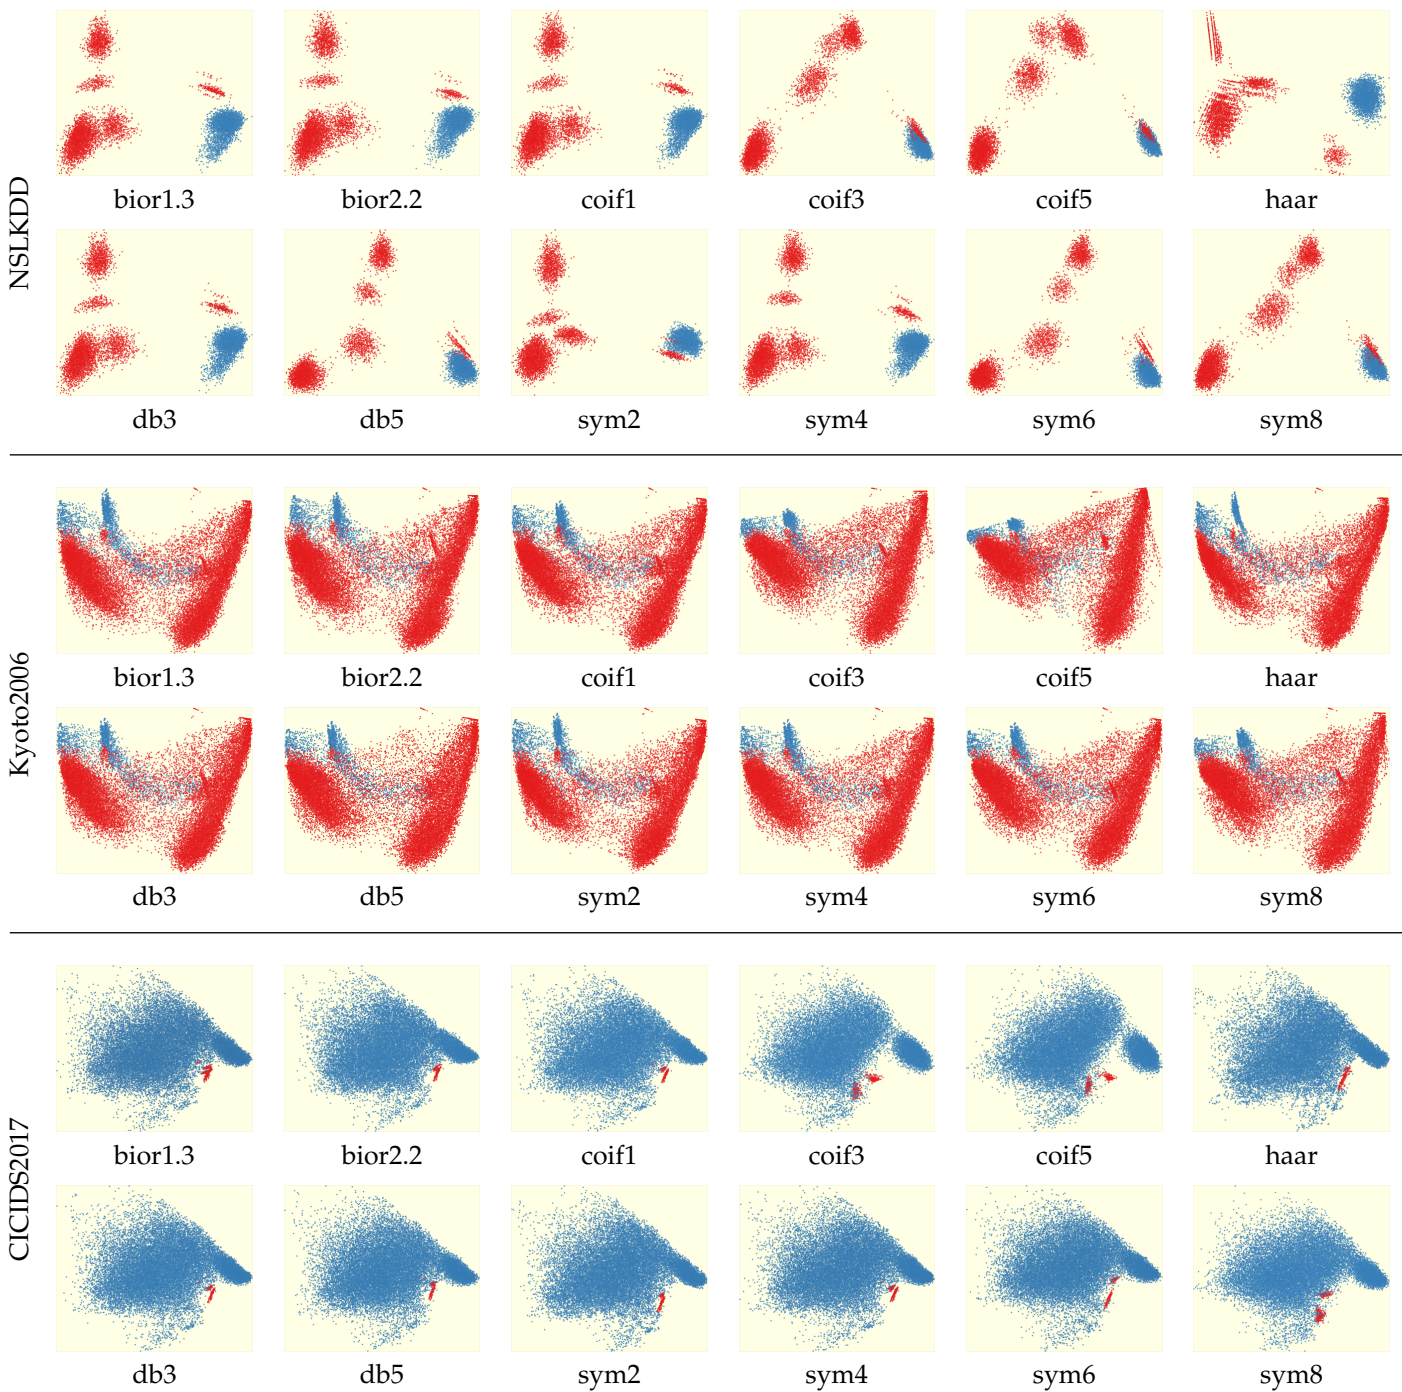 NSLKDD
bior1.3 bior2.2 coif1 coif3 coif5 haar
db3 db5 sym2 sym4 sym6 sym8
Kyoto2006
bior1.3 bior2.2 coif1 coif3 coif5 haar
db3 db5 sym2 sym4 sym6 sym8
CICIDS2017
bior1.3 bior2.2 coif1 coif3 coif5 haar
db3 db5 sym2 sym4 sym6 sym8